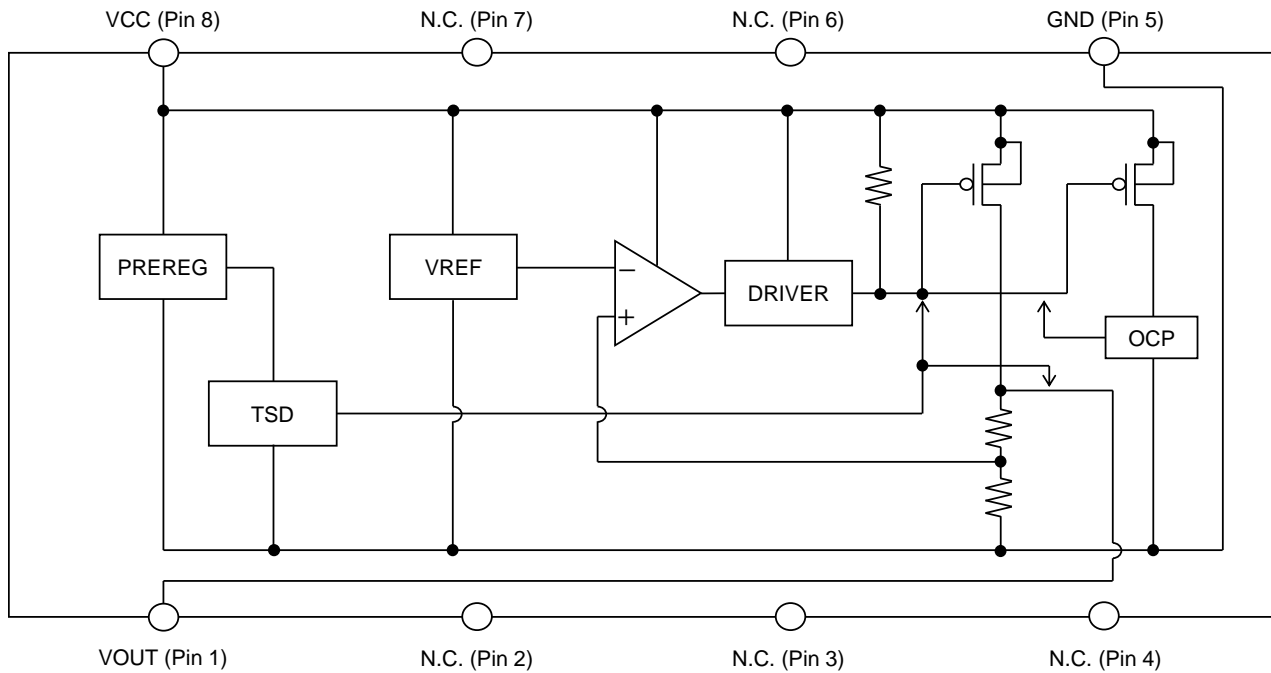 VCC (Pin 8)
N.C. (Pin 7)
N.C. (Pin 6)
GND (Pin 5)
PREREG
VREF
−
+
DRIVER
OCP
TSD
VOUT (Pin 1)
N.C. (Pin 2)
N.C. (Pin 3)
N.C. (Pin 4)